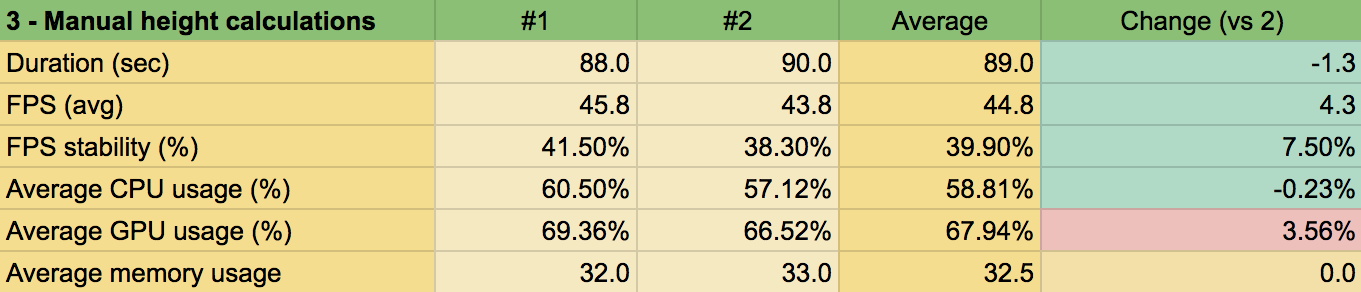 3 - Manual height calculations #1 #2 Average Change (vs 2)
Duration (sec) 88.0 90.0 89.0 -1.3
FPS (avg) 45.8 43.8 44.8 4.3
FPS stability (%) 41.50% 38.30% 39.90% 7.50%
Average CPU usage (%) 60.50% 57.12% 58.81% -0.23%
Average GPU usage (%) 69.36% 66.52% 67.94% 3.56%
Average memory usage 32.0 33.0 32.5 0.0